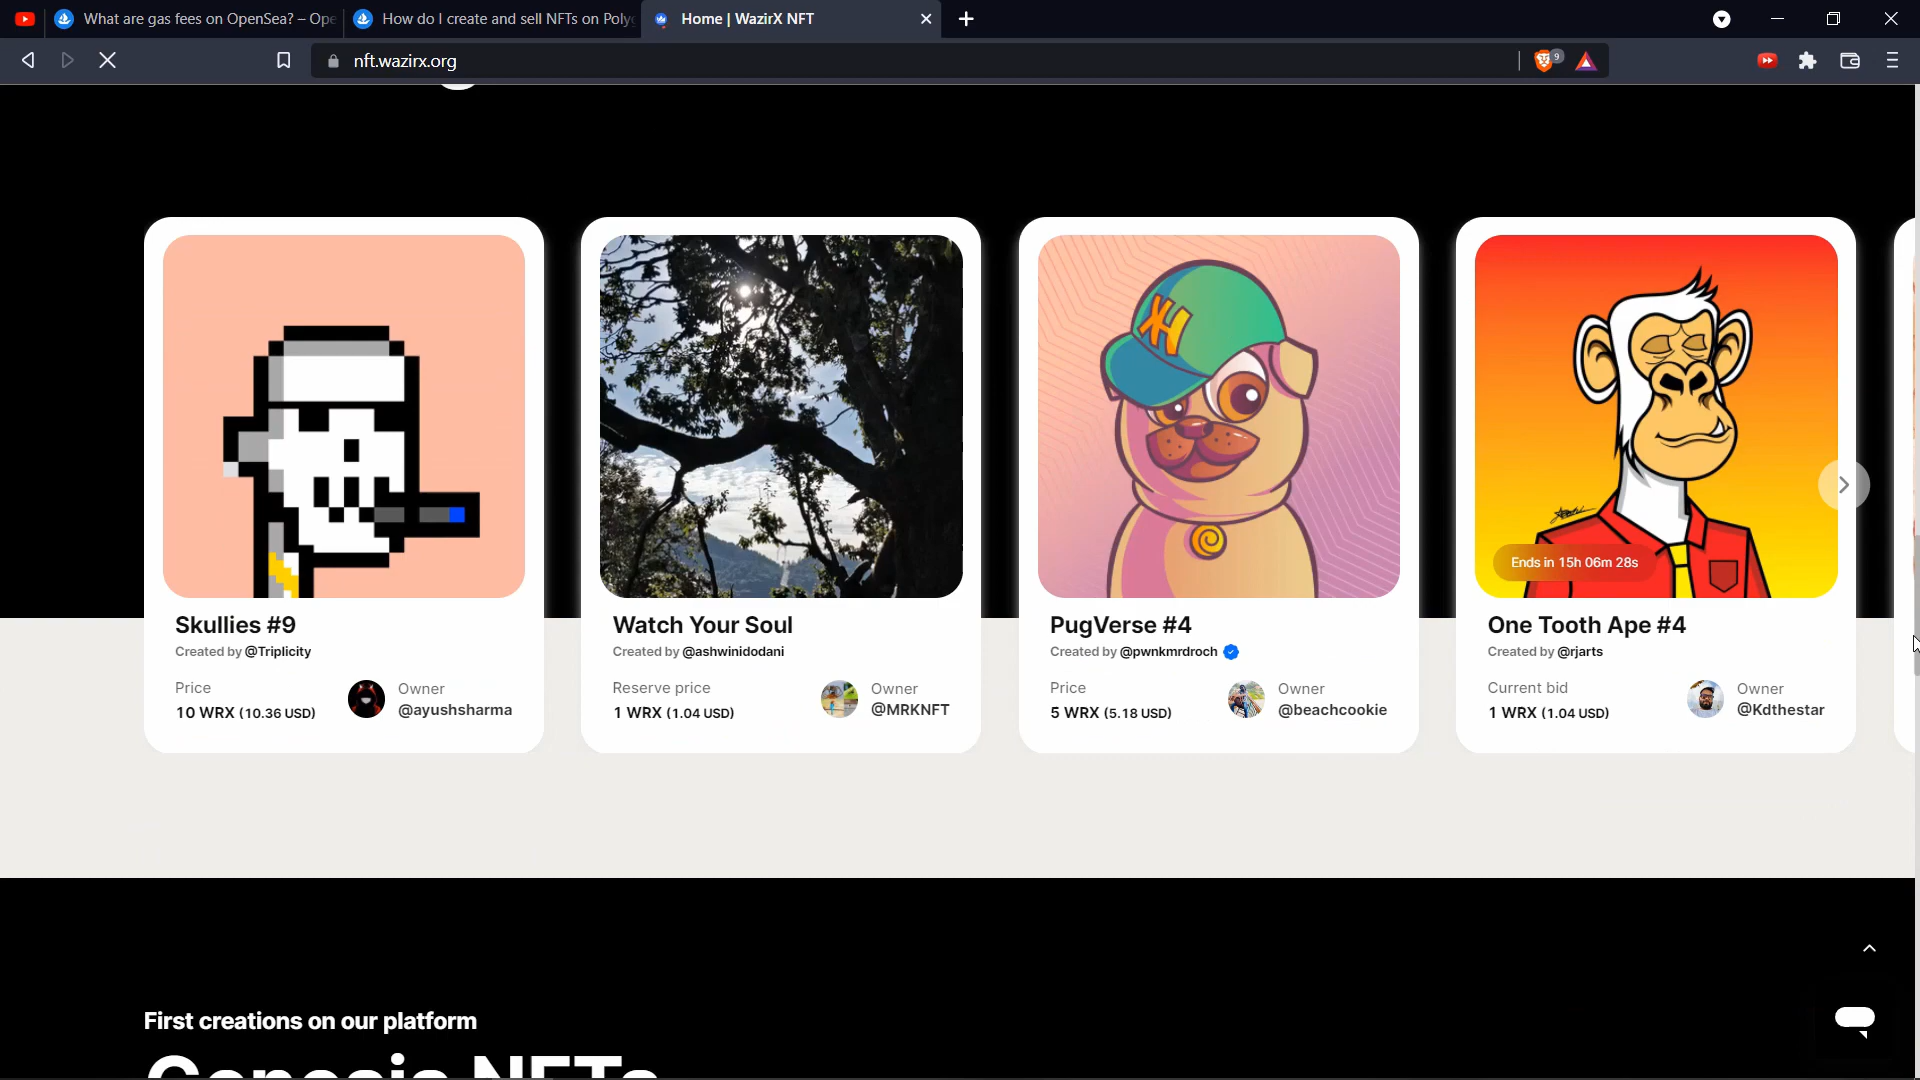 What are gas fees on OpenSea? – Ope
How do I create and sell NFTs on Poly
Home | WazirX NFT
nft.wazirx.org
9
Ends in 15h 06m 28s
Skullies #9
Created by @Triplicity
Price
10 WRX (10.36 USD)
Owner
@ayushsharma
Watch Your Soul
Created by @ashwinidodani
Reserve price
1 WRX (1.04 USD)
Owner
@MRKNFT
PugVerse #4
Created by @pwnkmrdroch
Price
5 WRX (5.18 USD)
Owner
@beachcookie
One Tooth Ape #4
Created by @rjarts
Current bid
1 WRX (1.04 USD)
Owner
@Kdthestar
First creations on our platform
Genesis NFTs